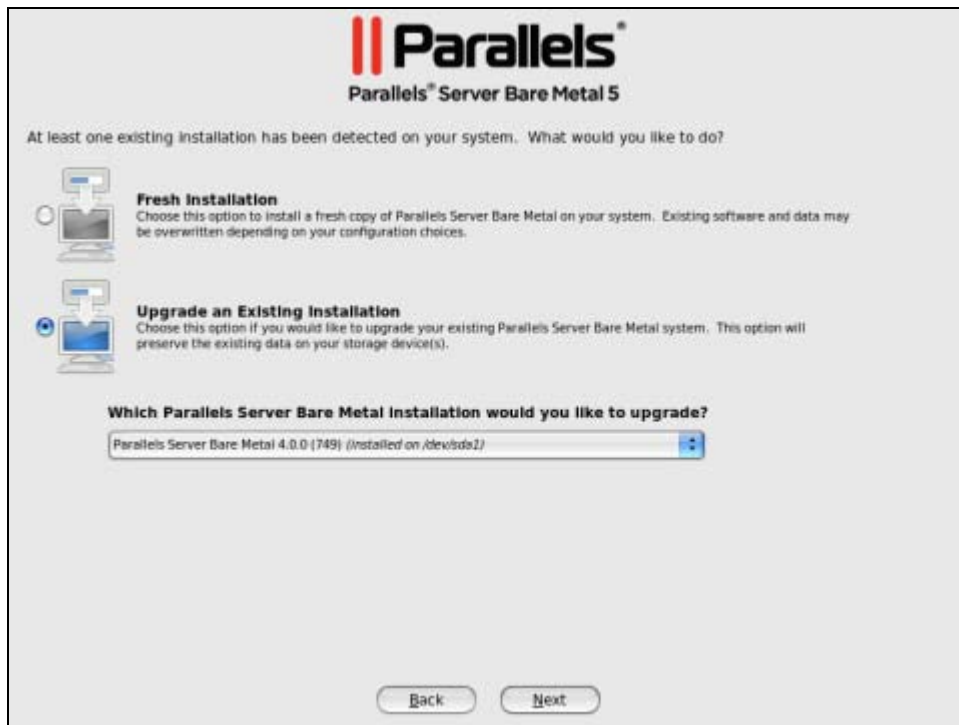 Parallels®
Parallels® Server Bare Metal 5
At least one existing installation has been detected on your system. What would you like to do?
Fresh Installation
Choose this option to install a fresh copy of Parallels Server Bare Metal on your system. Existing software and data may
be overwritten depending on your configuration choices.
Upgrade an Existing Installation
Choose this option if you would like to upgrade your existing Parallels Server Bare Metal system. This option will
preserve the existing data on your storage device(s).
Which Parallels Server Bare Metal installation would you like to upgrade?
Parallels Server Bare Metal 4.0.0 (749) (installed on /dev/sda1)
Back
Next